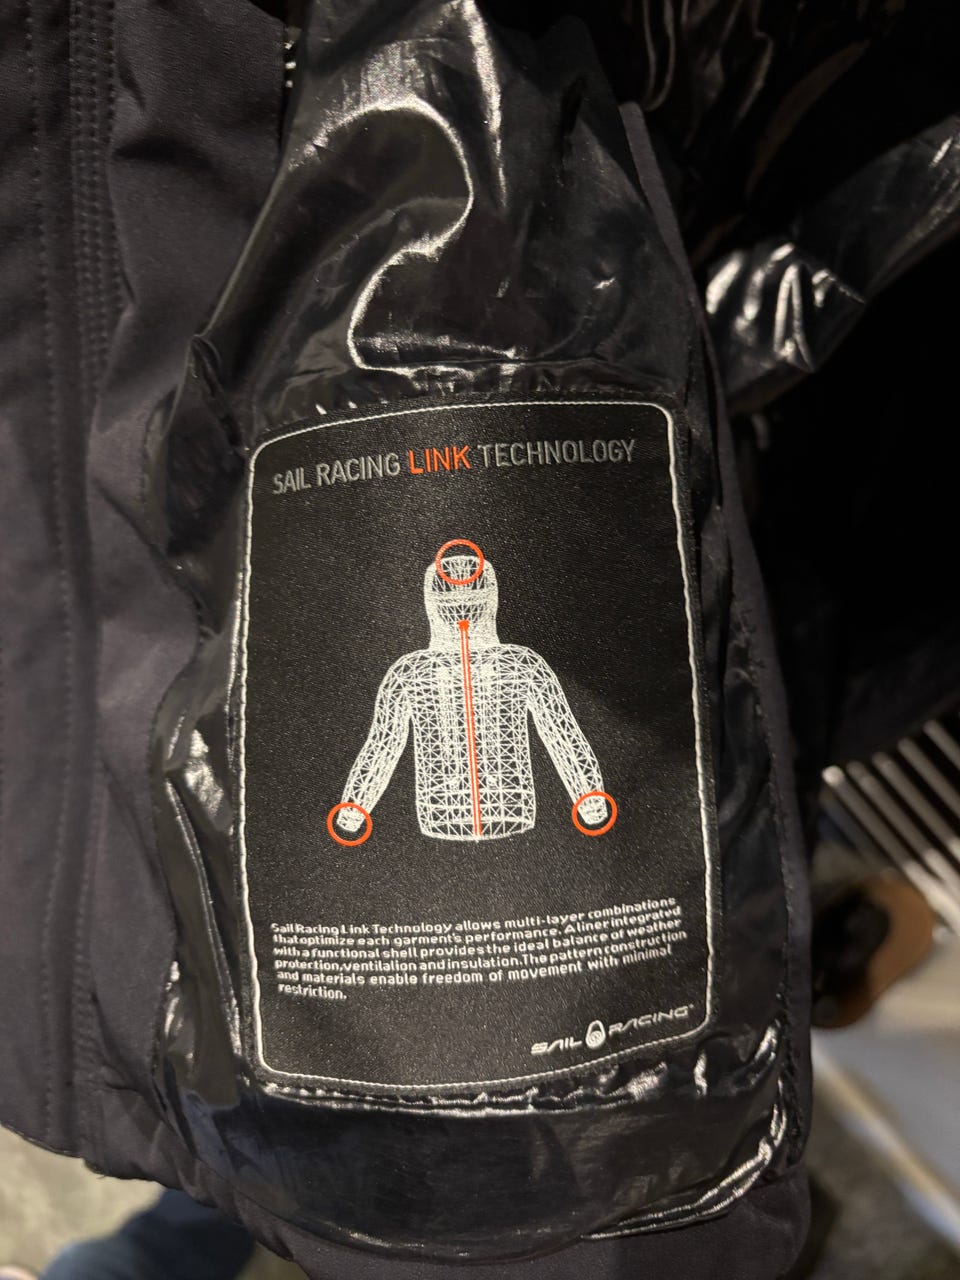 SAIL RACING LINK TECHNOLOGY
Sail Racing Link Technology allows multi-layer combinations
that optimize each garment's performance. A liner integrated
with a functional shell provides the ideal balance of weather
protection, ventilation and insulation. The pattern construction
and materials enable freedom of movement with minimal
restriction.
SAIL RACING®